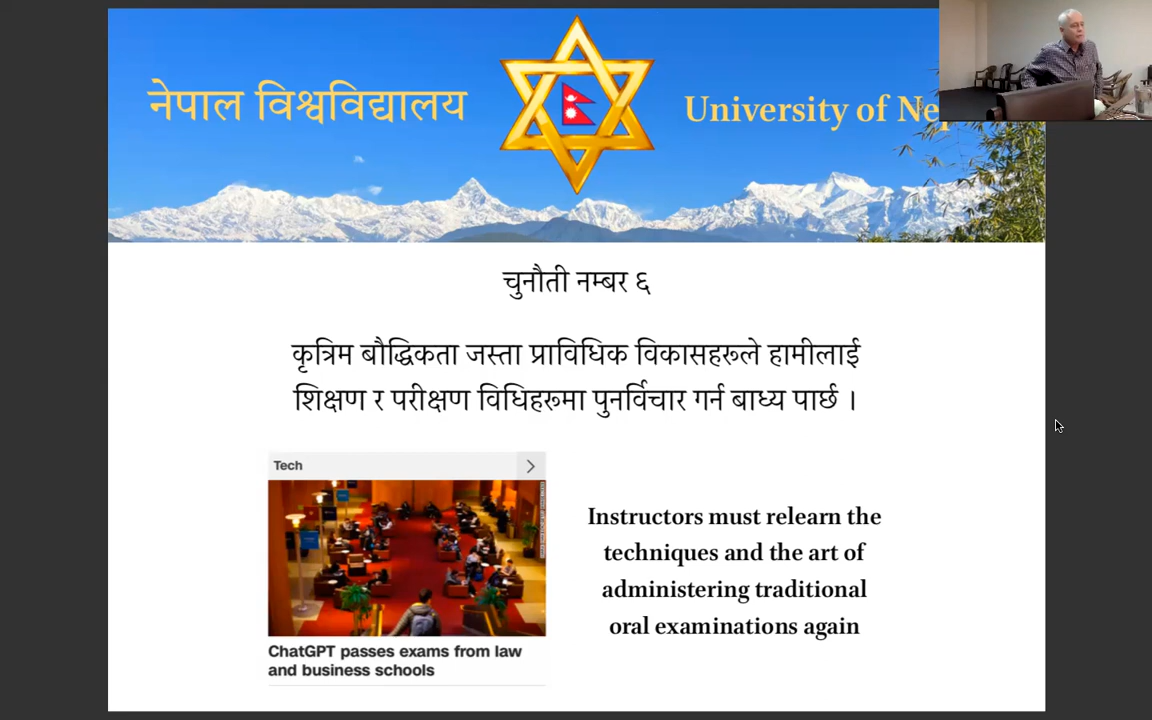 नेपाल विश्वविद्यालय
University of
चुनौती नम्बर ६
कृत्रिम बौद्धिकता जस्ता प्राविधिक विकासहरूले हामीलाई
शिक्षण र परीक्षण विधिहरूमा पुनर्विचार गर्न बाध्य पार्छ ।
Tech
ChatGPT passes exams from law
and business schools
Instructors must relearn the
techniques and the art of
administering traditional
oral examinations again